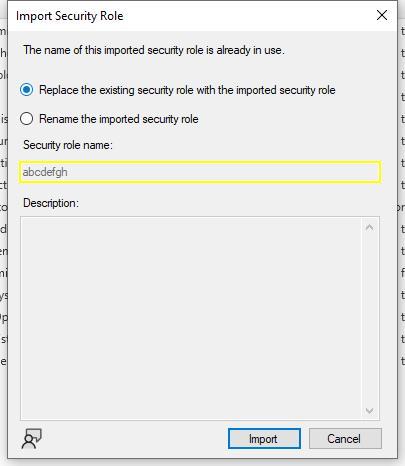 Import Security Role
The name of this imported security role is already in use.
Replace the existing security role with the imported security role
Rename the imported security role
Security role name:
abcdefgh
Description:
Import
Cancel